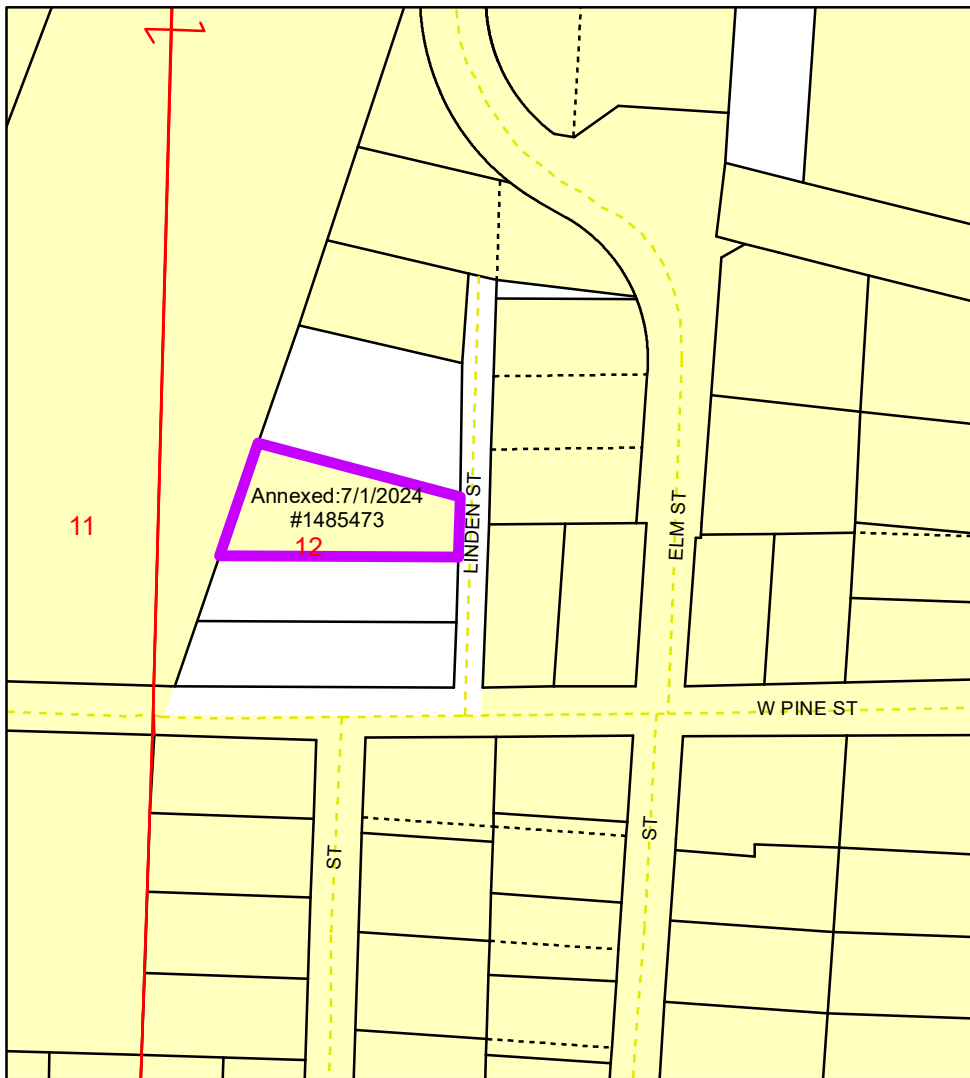 11
Annexed:7/1/2024
#1485473
12
LINDEN ST
ELM ST
W PINE ST
ST
ST